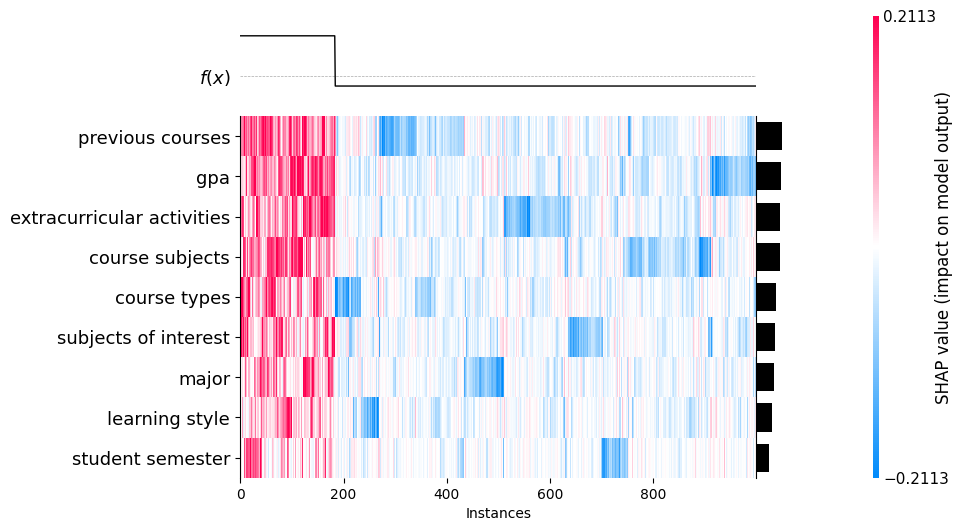 0.2113
f(x)
previous courses
gpa
extracurricular activities
course subjects
course types
subjects of interest
major
learning style
student semester
0 200 400 600 800
Instances
SHAP value (impact on model output)
−0.2113